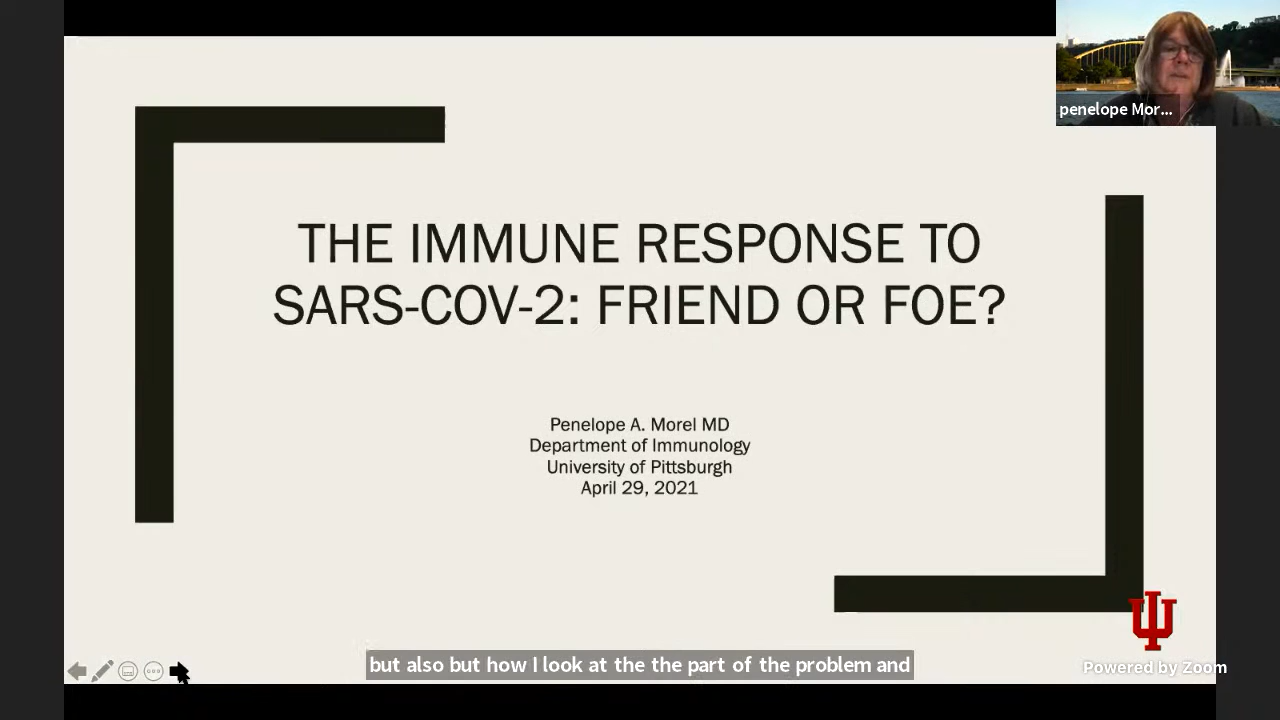 penelope Mor...
THE IMMUNE RESPONSE TO
SARS-COV-2: FRIEND OR FOE?
Penelope A. Morel MD
Department of Immunology
University of Pittsburgh
April 29, 2021
but also but how I look at the the part of the problem and
Powered by Zoom